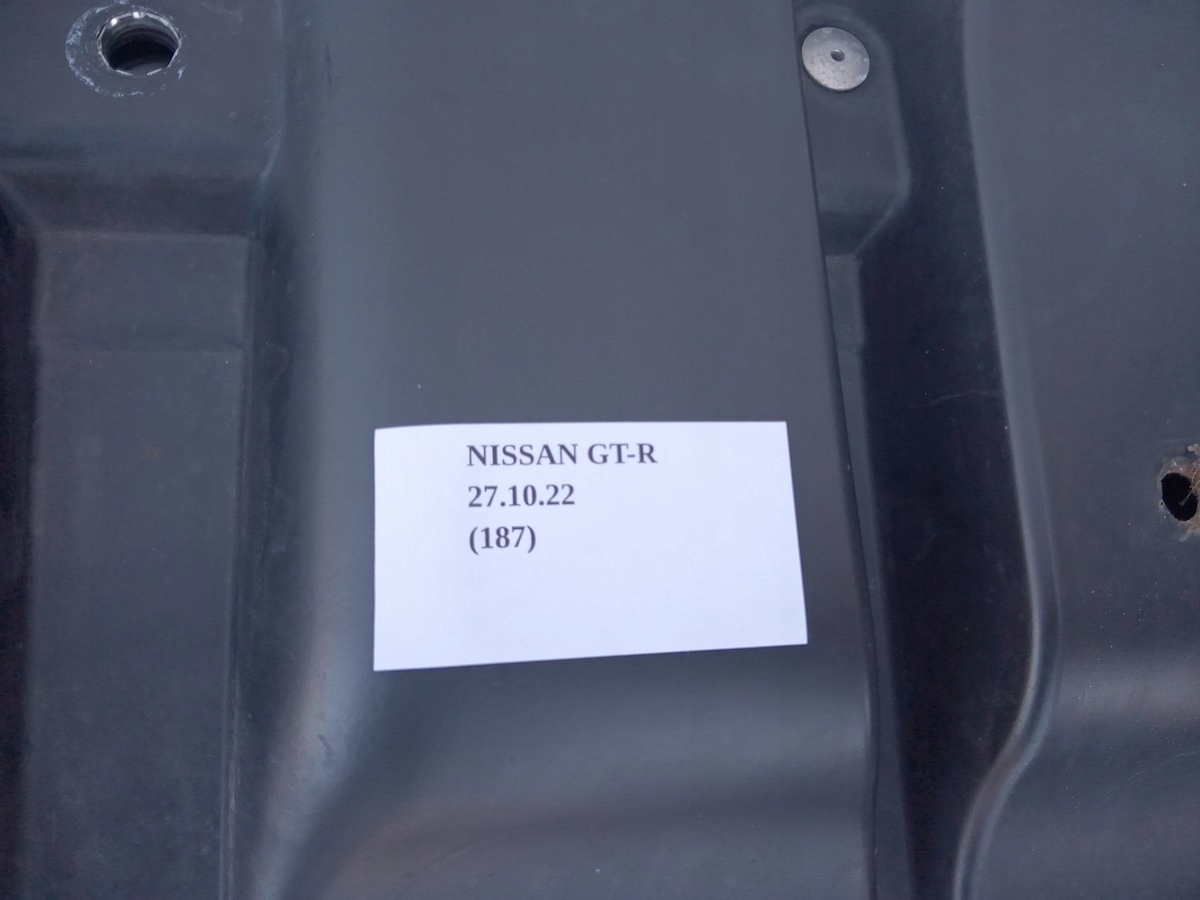 NISSAN GT-R
27.10.22
(187)